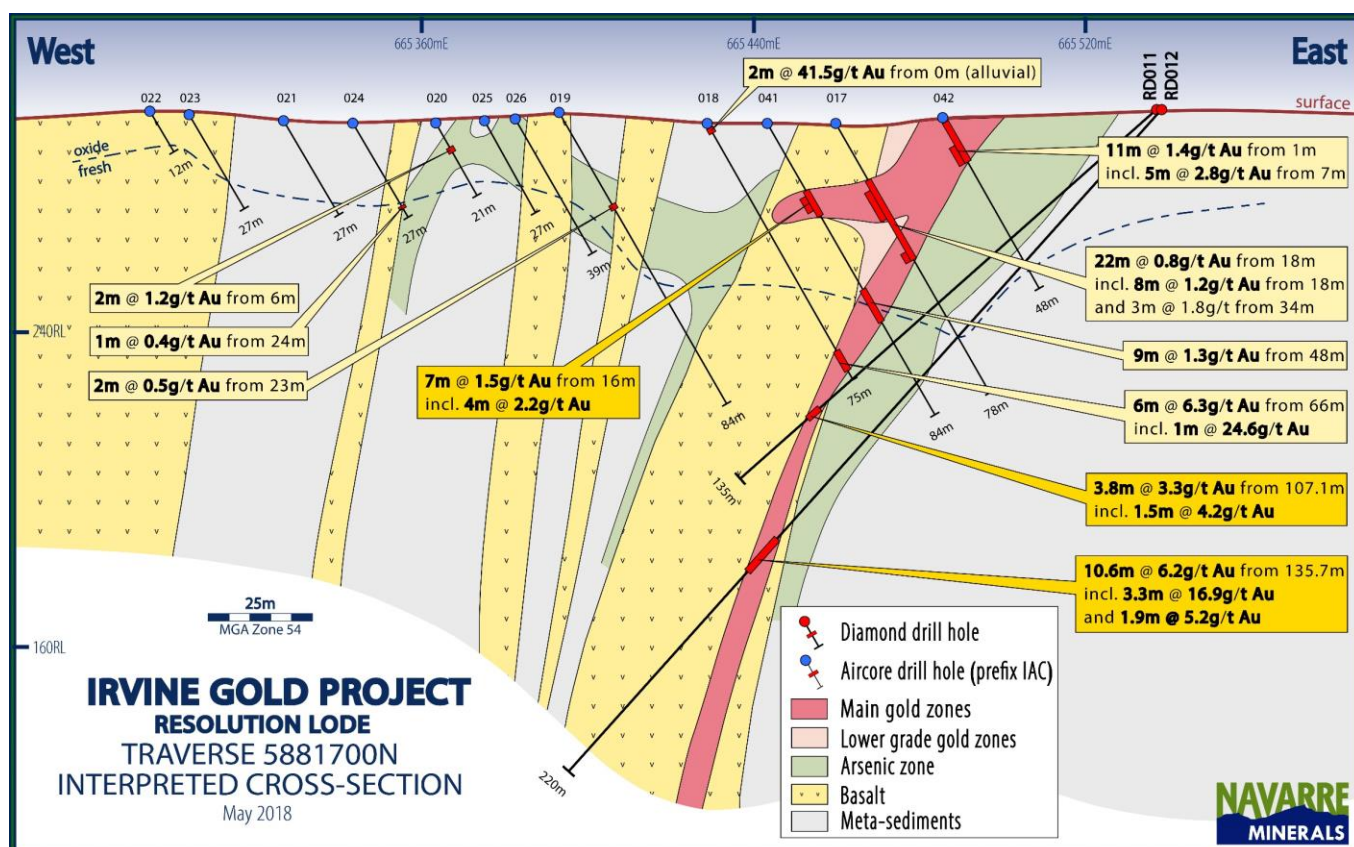 West
665 360mE
665 440mE
665 520mE
East
RD011
RD012
surface
022
023
021
024
020
025
026
019
018
041
017
042
oxide
fresh
12m
27m
27m
27m
21m
27m
39m
84m
75m
84m
78m
48m
135m
220m
2m @ 41.5g/t Au from 0m (alluvial)
11m @ 1.4g/t Au from 1m
incl. 5m @ 2.8g/t Au from 7m
22m @ 0.8g/t Au from 18m
incl. 8m @ 1.2g/t Au from 18m
and 3m @ 1.8g/t from 34m
9m @ 1.3g/t Au from 48m
6m @ 6.3g/t Au from 66m
incl. 1m @ 24.6g/t Au
3.8m @ 3.3g/t Au from 107.1m
incl. 1.5m @ 4.2g/t Au
10.6m @ 6.2g/t Au from 135.7m
incl. 3.3m @ 16.9g/t Au
and 1.9m @ 5.2g/t Au
2m @ 1.2g/t Au from 6m
1m @ 0.4g/t Au from 24m
2m @ 0.5g/t Au from 23m
7m @ 1.5g/t Au from 16m
incl. 4m @ 2.2g/t Au
240RL
160RL
25m
MGA Zone 54
IRVINE GOLD PROJECT
RESOLUTION LODE
TRAVERSE 5881700N
INTERPRETED CROSS-SECTION
May 2018
Diamond drill hole
Aircore drill hole (prefix IAC)
Main gold zones
Lower grade gold zones
Arsenic zone
Basalt
Meta-sediments
NAVARRE
MINERALS